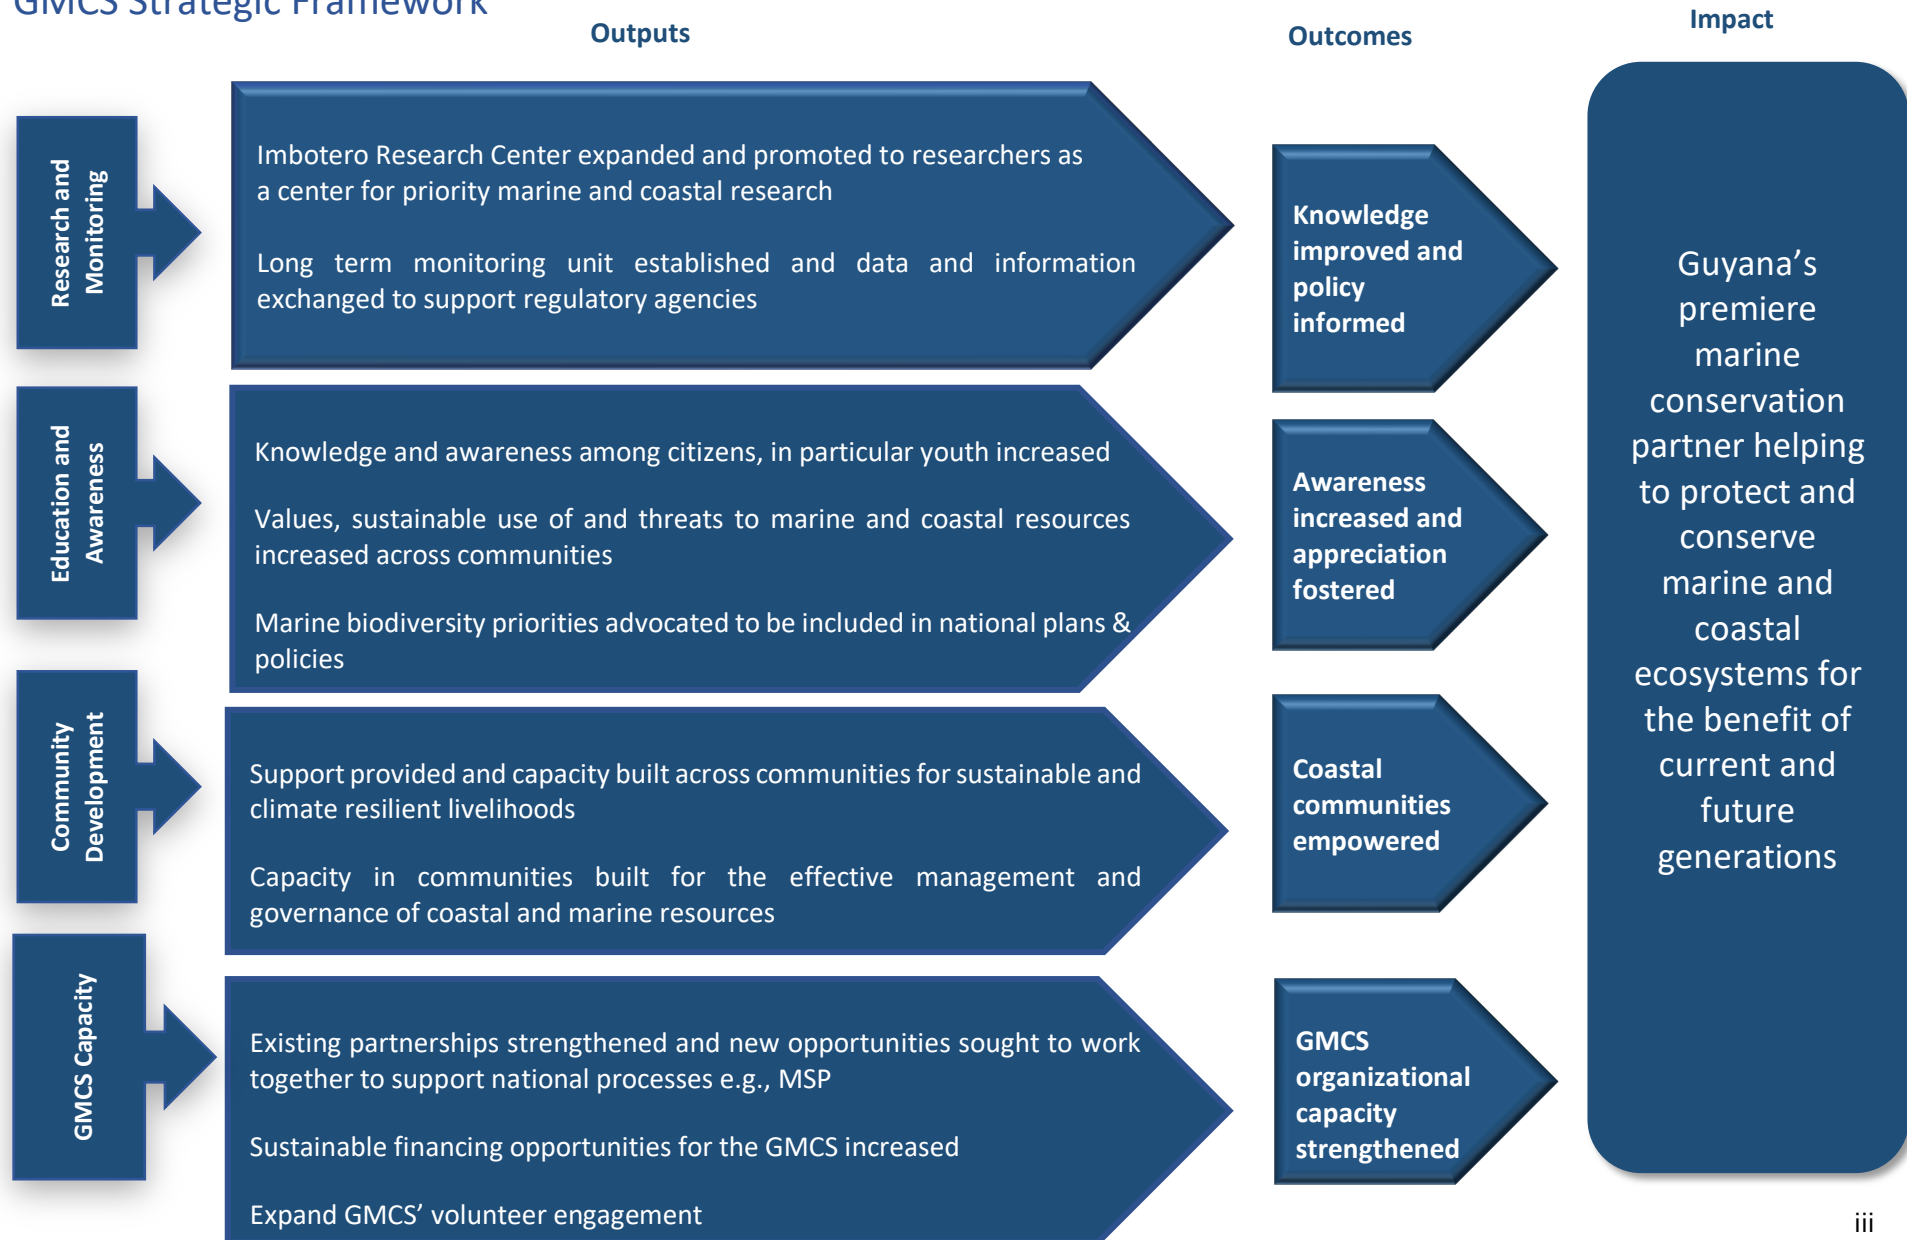 GMCS Strategic Framework
Outputs
Outcomes
Impact
Research and
Monitoring
Imbotero Research Center expanded and promoted to researchers as
a center for priority marine and coastal research
Long term monitoring unit established and data and information
exchanged to support regulatory agencies
Knowledge
improved and
policy
informed
Education and
Awareness
Knowledge and awareness among citizens, in particular youth increased
Values, sustainable use of and threats to marine and coastal resources
increased across communities
Marine biodiversity priorities advocated to be included in national plans &
policies
Awareness
increased and
appreciation
fostered
Community
Development
Support provided and capacity built across communities for sustainable and
climate resilient livelihoods
Capacity in communities built for the effective management and
governance of coastal and marine resources
Coastal
communities
empowered
GMCS Capacity
Existing partnerships strengthened and new opportunities sought to work
together to support national processes e.g., MSP
Sustainable financing opportunities for the GMCS increased
Expand GMCS’ volunteer engagement
GMCS
organizational
capacity
strengthened
Guyana’s
premiere
marine
conservation
partner helping
to protect and
conserve
marine and
coastal
ecosystems for
the benefit of
current and
future
generations
iii